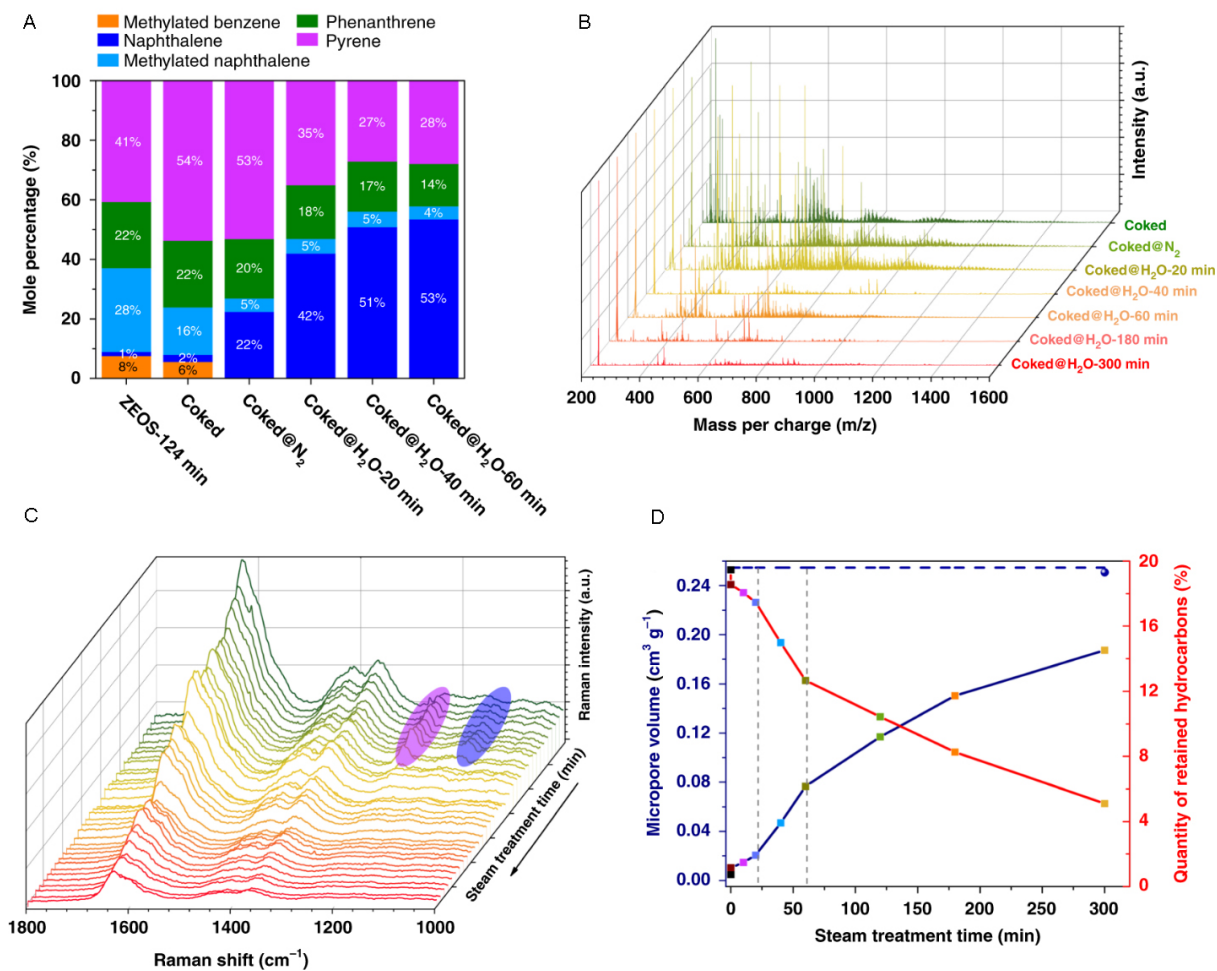 A
Methylated benzene
Naphthalene
Methylated naphthalene
Phenanthrene
Pyrene
Mole percentage (%)
100
80
60
40
20
0
41%
22%
28%
1%
8%
54%
22%
16%
2%
6%
53%
20%
5%
22%
35%
18%
5%
42%
27%
17%
5%
51%
28%
14%
4%
53%
ZEOS-124 min
Coked
Coked@N₂
Coked@H₂O-20 min
Coked@H₂O-40 min
Coked@H₂O-60 min
B
Intensity (a.u.)
Coked
Coked@N₂
Coked@H₂O-20 min
Coked@H₂O-40 min
Coked@H₂O-60 min
Coked@H₂O-180 min
Coked@H₂O-300 min
200 400 600 800 1000 1200 1400 1600
Mass per charge (m/z)
C
Raman intensity (a.u.)
Steam treatment time (min)
1800 1600 1400 1200 1000
Raman shift (cm⁻¹)
D
Micropore volume (cm³ g⁻¹)
0.24
0.20
0.16
0.12
0.08
0.04
0.00
20
16
12
8
4
0
Quantity of retained hydrocarbons (%)
0 50 100 150 200 250 300
Steam treatment time (min)